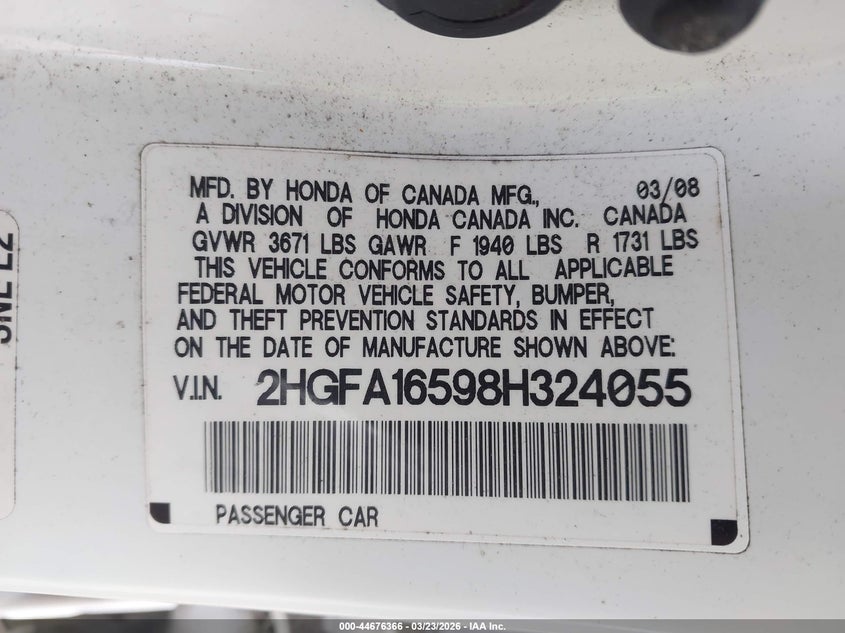 MFD. BY HONDA OF CANADA MFG., 03/08
A DIVISION OF HONDA CANADA INC. CANADA
GVWR 3671 LBS GAWR F 1940 LBS R 1731 LBS
THIS VEHICLE CONFORMS TO ALL APPLICABLE
FEDERAL MOTOR VEHICLE SAFETY, BUMPER,
AND THEFT PREVENTION STANDARDS IN EFFECT
ON THE DATE OF MANUFACTURE SHOWN ABOVE:
V.I.N. 2HGFA16598H324055
PASSENGER CAR
000-44676366 - 03/23/2026 - IAA Inc.